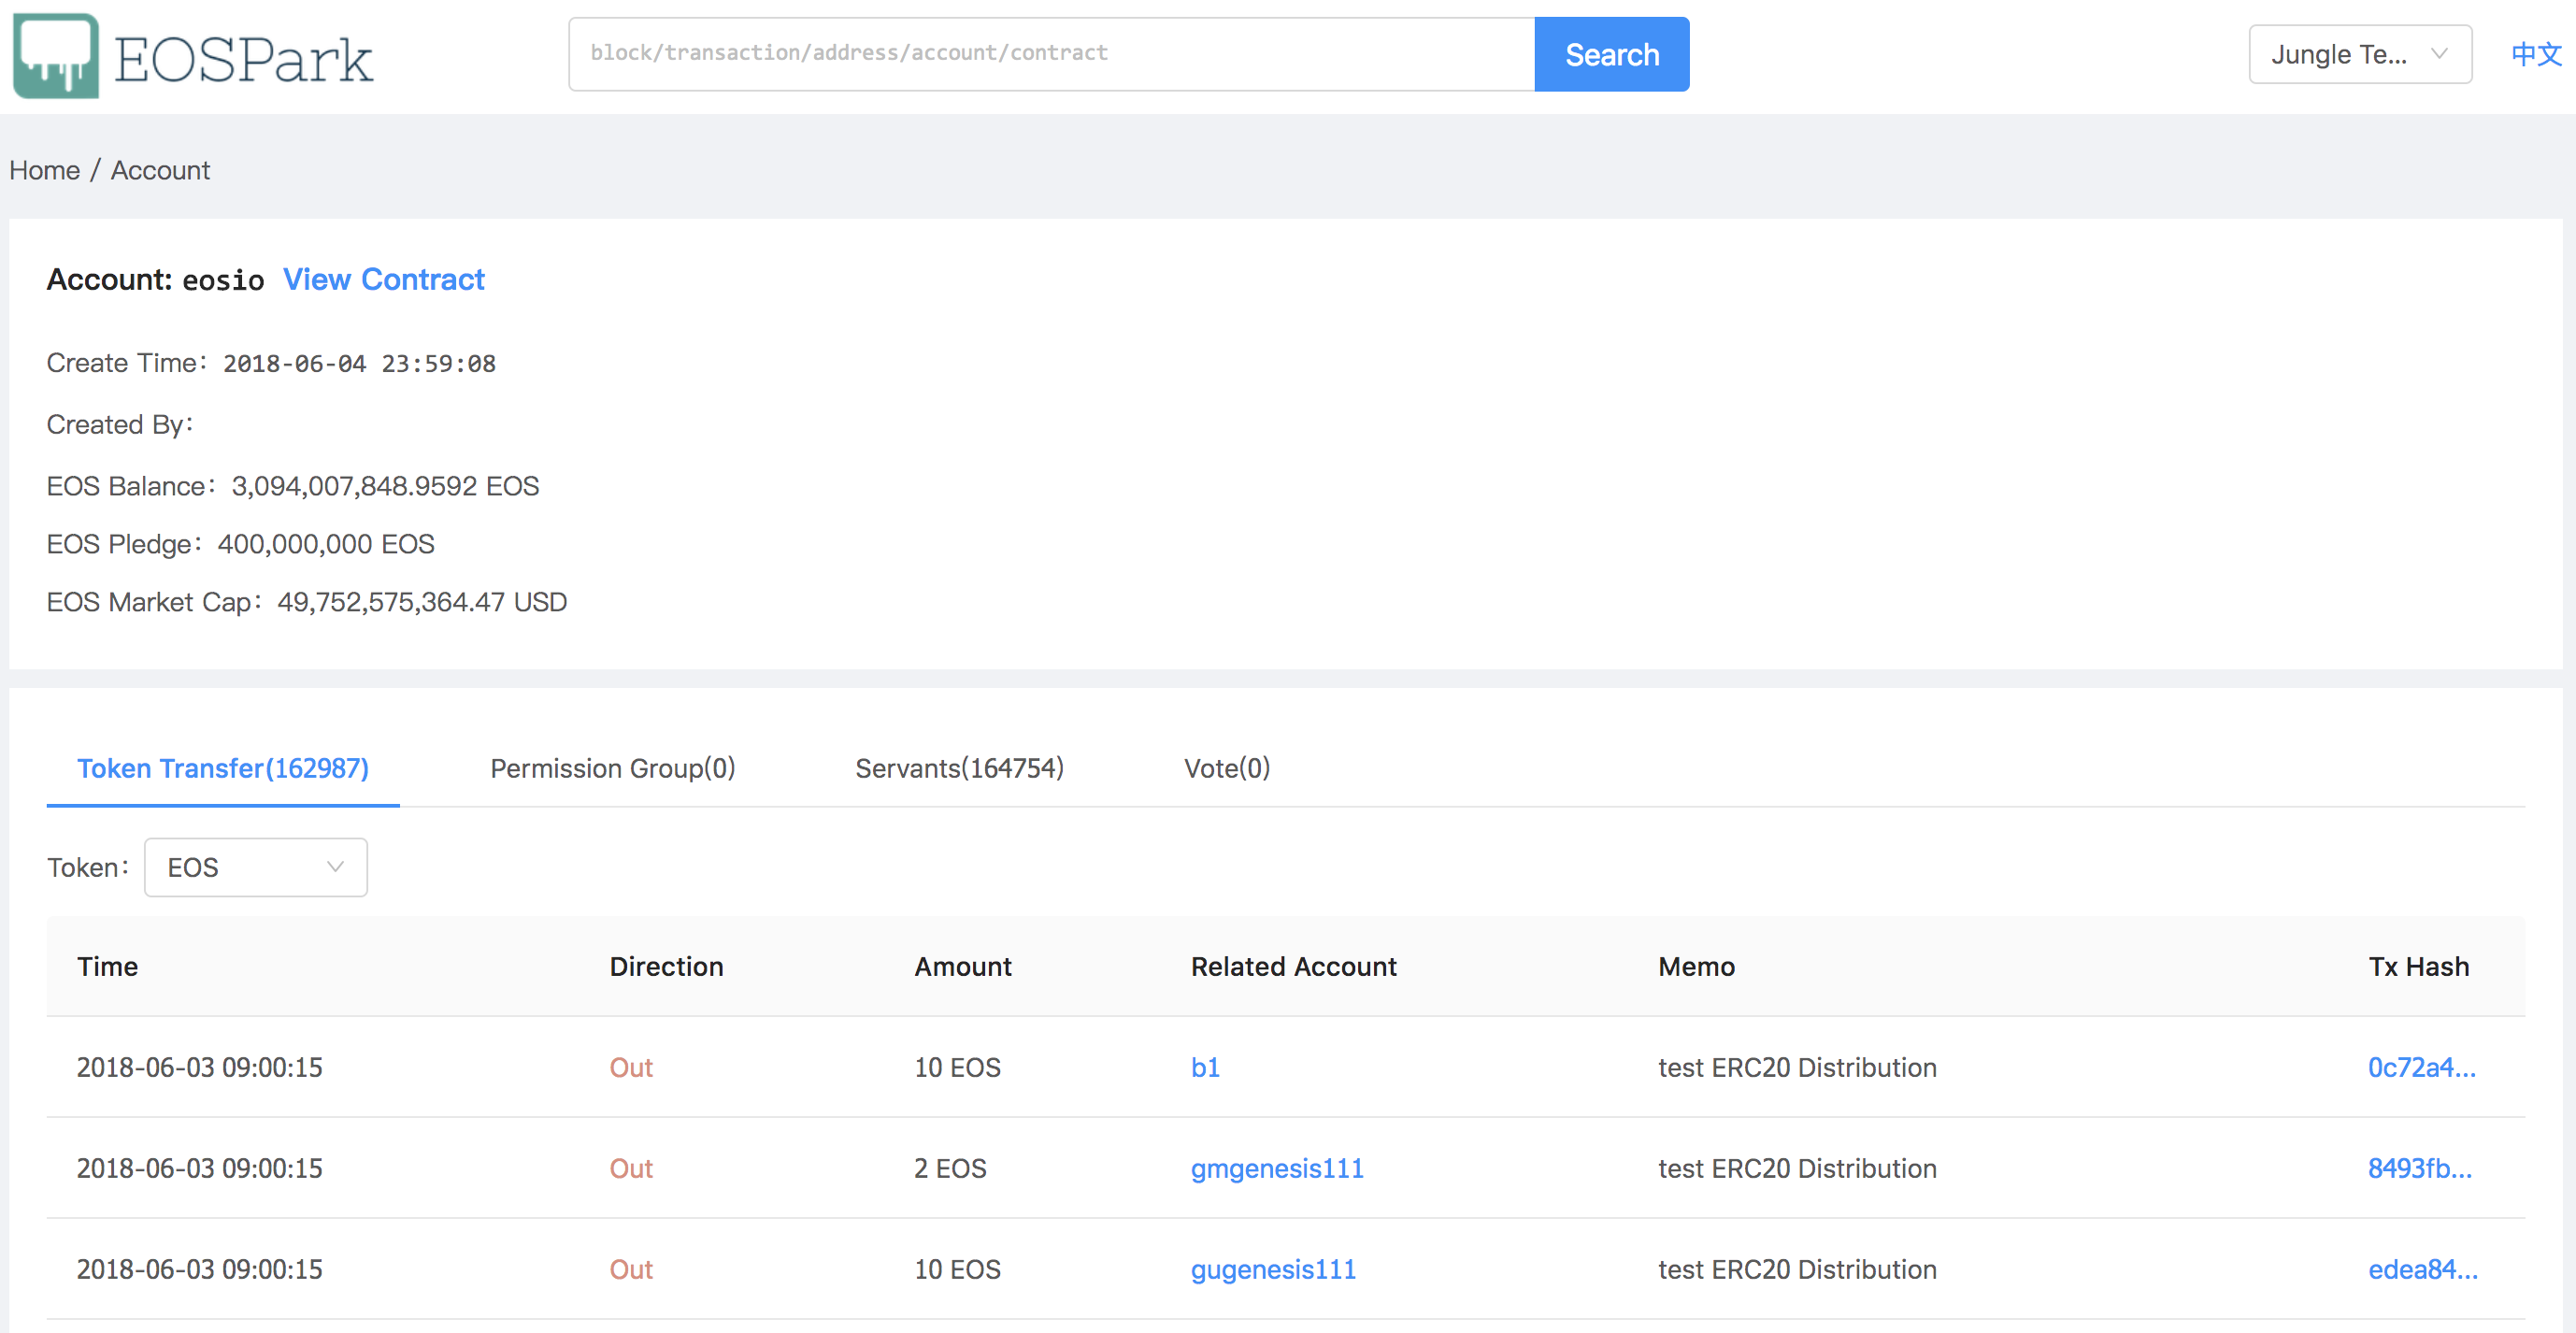 EOSPark
block/transaction/address/account/contract
Search
Jungle Te...
中文
Home / Account
Account: eosio View Contract
Create Time: 2018-06-04 23:59:08
Created By:
EOS Balance: 3,094,007,848.9592 EOS
EOS Pledge: 400,000,000 EOS
EOS Market Cap: 49,752,575,364.47 USD
Token Transfer(162987) Permission Group(0) Servants(164754) Vote(0)
Token: EOS
Time Direction Amount Related Account Memo Tx Hash
2018-06-03 09:00:15 Out 10 EOS b1 test ERC20 Distribution 0c72a4...
2018-06-03 09:00:15 Out 2 EOS gmgenesis111 test ERC20 Distribution 8493fb...
2018-06-03 09:00:15 Out 10 EOS gugenesis111 test ERC20 Distribution edea84...